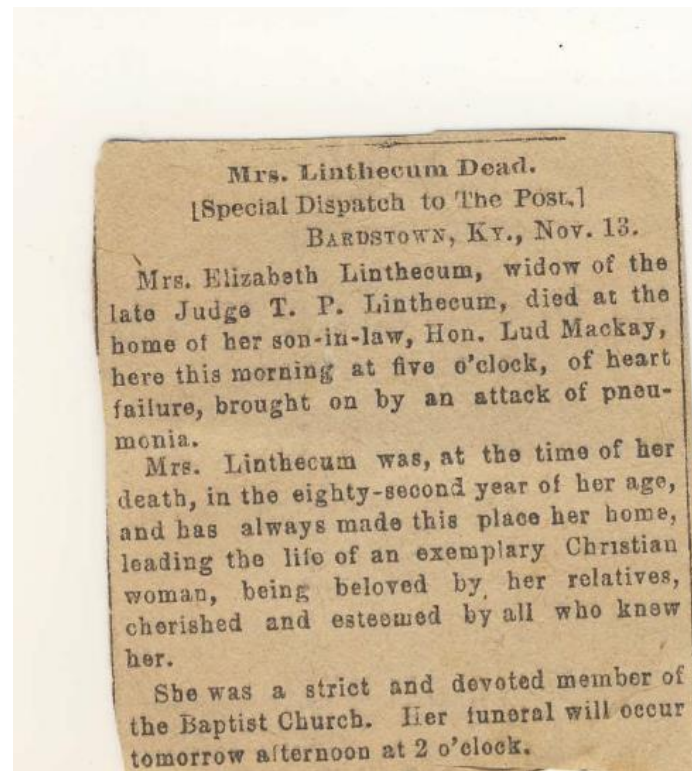 Mrs. Linthecum Dead.
[Special Dispatch to The Post.]
BARDSTOWN, KY., Nov. 13.
Mrs. Elizabeth Linthecum, widow of the
late Judge T. P. Linthecum, died at the
home of her son-in-law, Hon. Lud Mackay,
here this morning at five o'clock, of heart
failure, brought on by an attack of pneu-
monia.
Mrs. Linthecum was, at the time of her
death, in the eighty-second year of her age,
and has always made this place her home,
leading the life of an exemplary Christian
woman, being beloved by her relatives,
cherished and esteemed by all who knew
her.
She was a strict and devoted member of
the Baptist Church. Her funeral will occur
tomorrow afternoon at 2 o'clock.